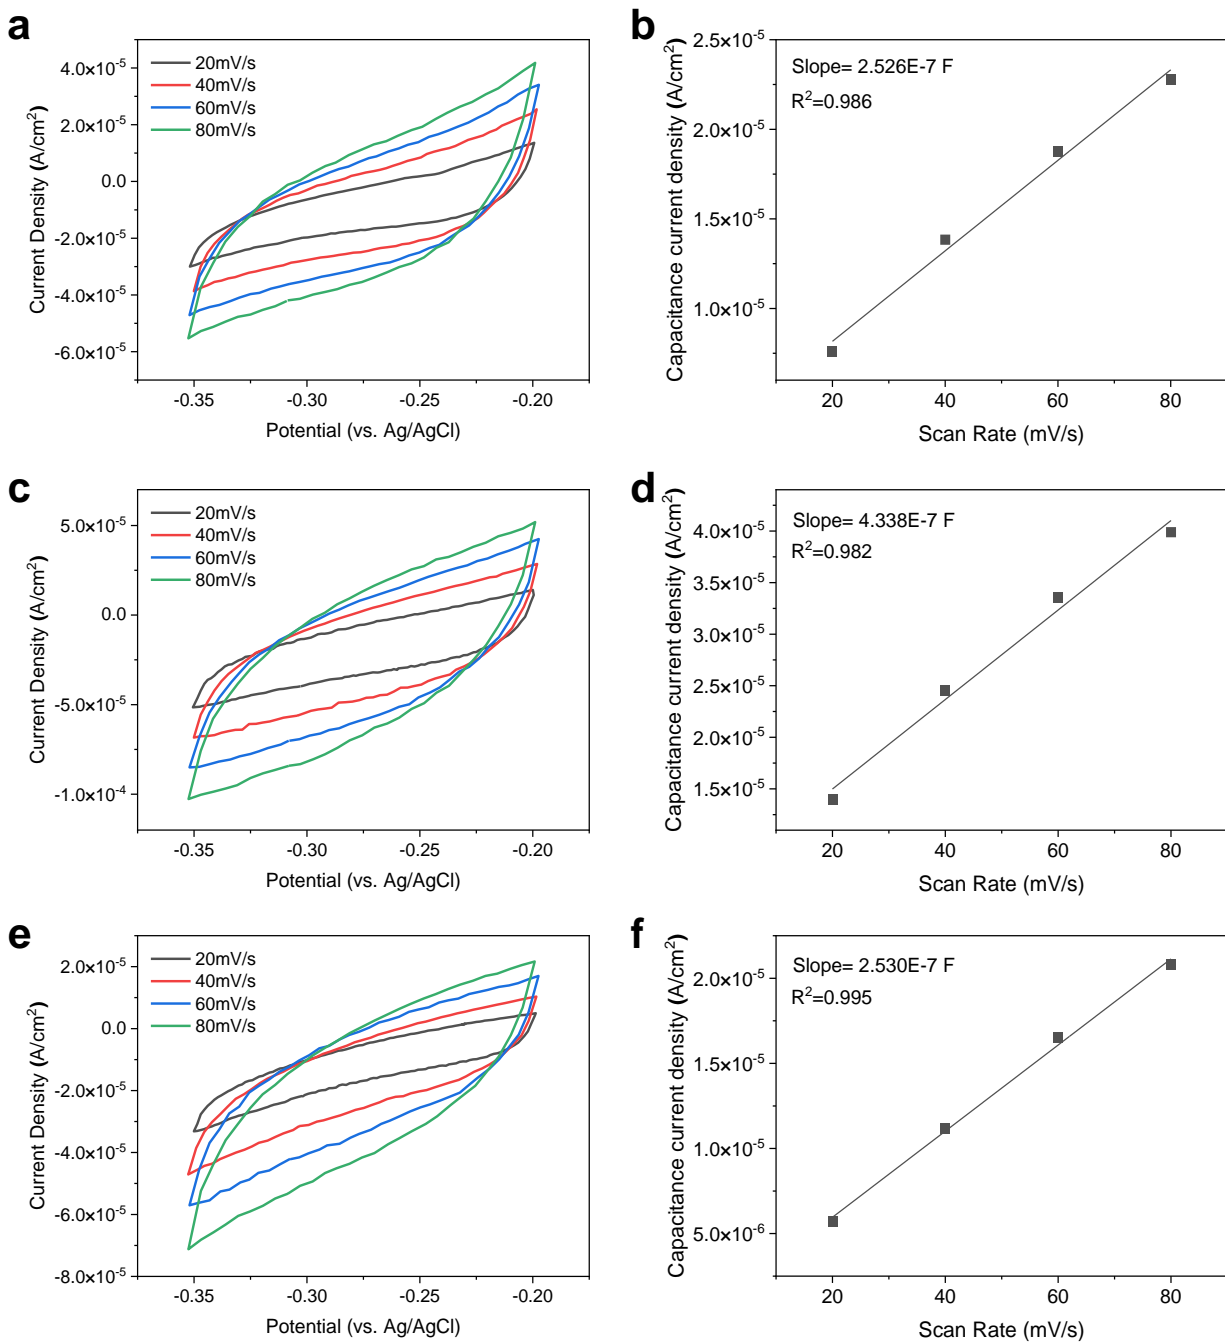 a
20mV/s
40mV/s
60mV/s
80mV/s
4.0×10⁻⁵
2.0×10⁻⁵
0.0
-2.0×10⁻⁵
-4.0×10⁻⁵
-6.0×10⁻⁵
Current Density (A/cm²)
-0.35 -0.30 -0.25 -0.20
Potential (vs. Ag/AgCl)
b
Slope= 2.526E-7 F
R²=0.986
2.5×10⁻⁵
2.0×10⁻⁵
1.5×10⁻⁵
1.0×10⁻⁵
Capacitance current density (A/cm²)
20 40 60 80
Scan Rate (mV/s)
c
20mV/s
40mV/s
60mV/s
80mV/s
5.0×10⁻⁵
0.0
-5.0×10⁻⁵
-1.0×10⁻⁴
Current Density (A/cm²)
-0.35 -0.30 -0.25 -0.20
Potential (vs. Ag/AgCl)
d
Slope= 4.338E-7 F
R²=0.982
4.0×10⁻⁵
3.5×10⁻⁵
3.0×10⁻⁵
2.5×10⁻⁵
2.0×10⁻⁵
1.5×10⁻⁵
Capacitance current density (A/cm²)
20 40 60 80
Scan Rate (mV/s)
e
20mV/s
40mV/s
60mV/s
80mV/s
2.0×10⁻⁵
0.0
-2.0×10⁻⁵
-4.0×10⁻⁵
-6.0×10⁻⁵
-8.0×10⁻⁵
Current Density (A/cm²)
-0.35 -0.30 -0.25 -0.20
Potential (vs. Ag/AgCl)
f
Slope= 2.530E-7 F
R²=0.995
2.0×10⁻⁵
1.5×10⁻⁵
1.0×10⁻⁵
5.0×10⁻⁶
Capacitance current density (A/cm²)
20 40 60 80
Scan Rate (mV/s)